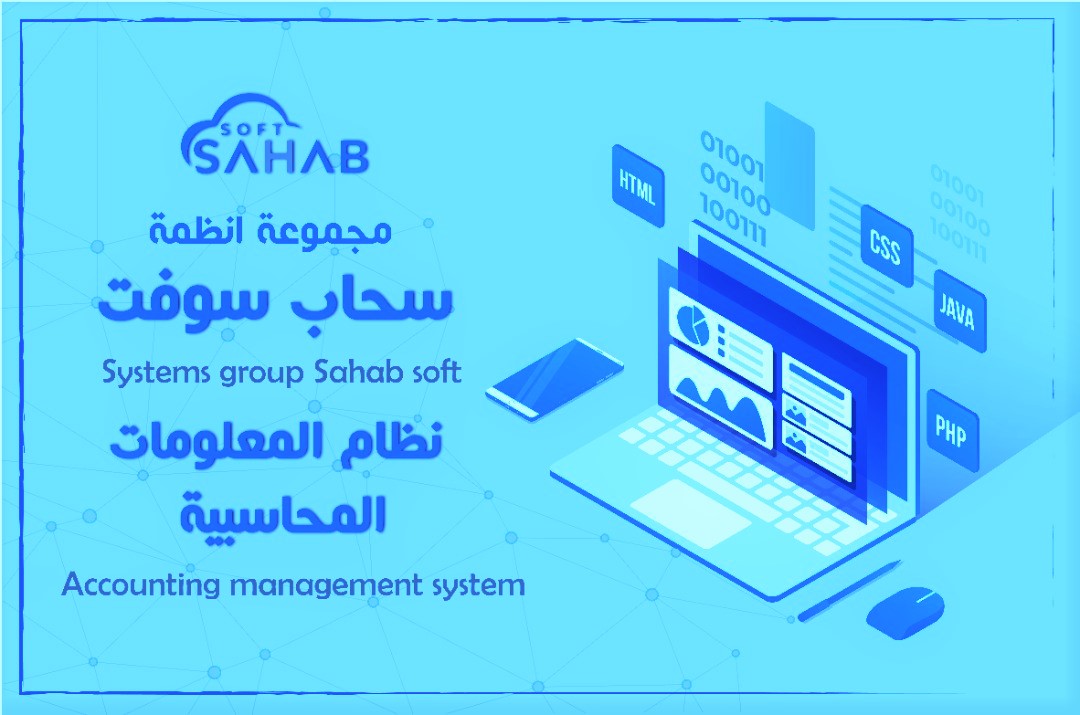 SOFT
SAHAB
مجموعة انظمة
سحاب سوفت
Systems group Sahab soft
نظام المعلومات
المحاسبية
Accounting management system
HTML
01001
00100
100111
CSS
01001
00100
100111
JAVA
PHP